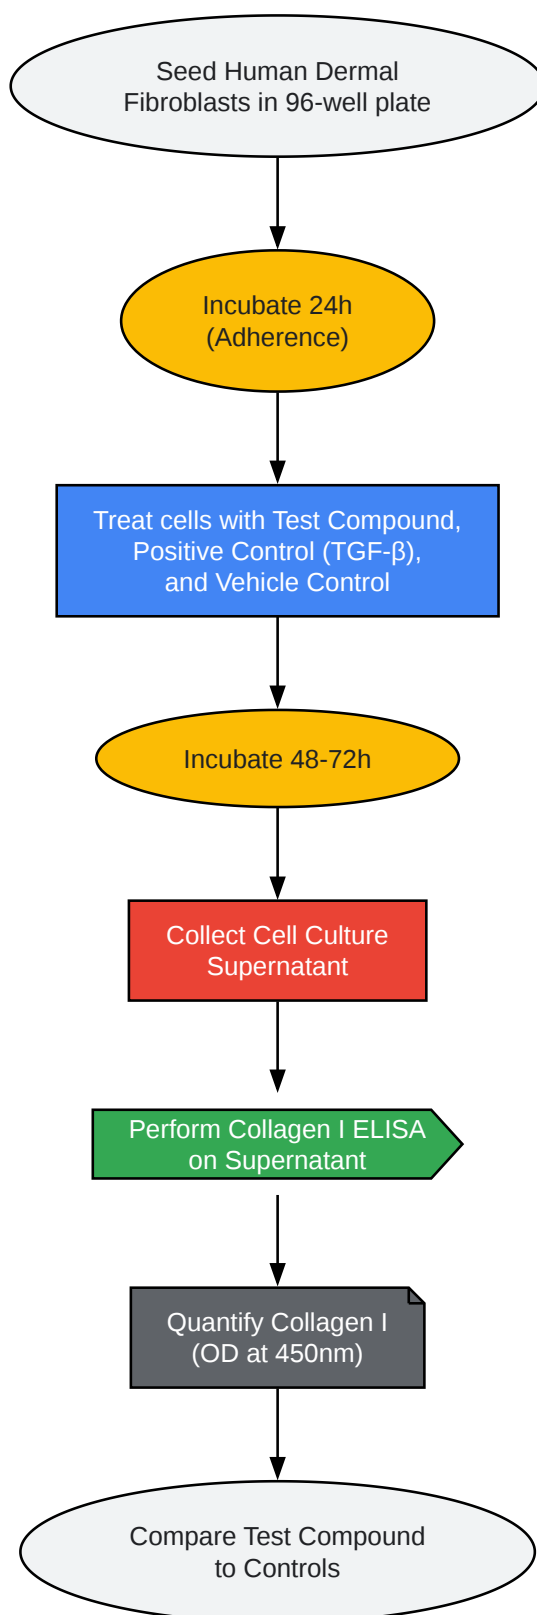 Seed Human Dermal
Fibroblasts in 96-well plate
Incubate 24h
(Adherence)
Treat cells with Test Compound,
Positive Control (TGF-β),
and Vehicle Control
Incubate 48-72h
Collect Cell Culture
Supernatant
Perform Collagen I ELISA
on Supernatant
Quantify Collagen I
(OD at 450nm)
Compare Test Compound
to Controls